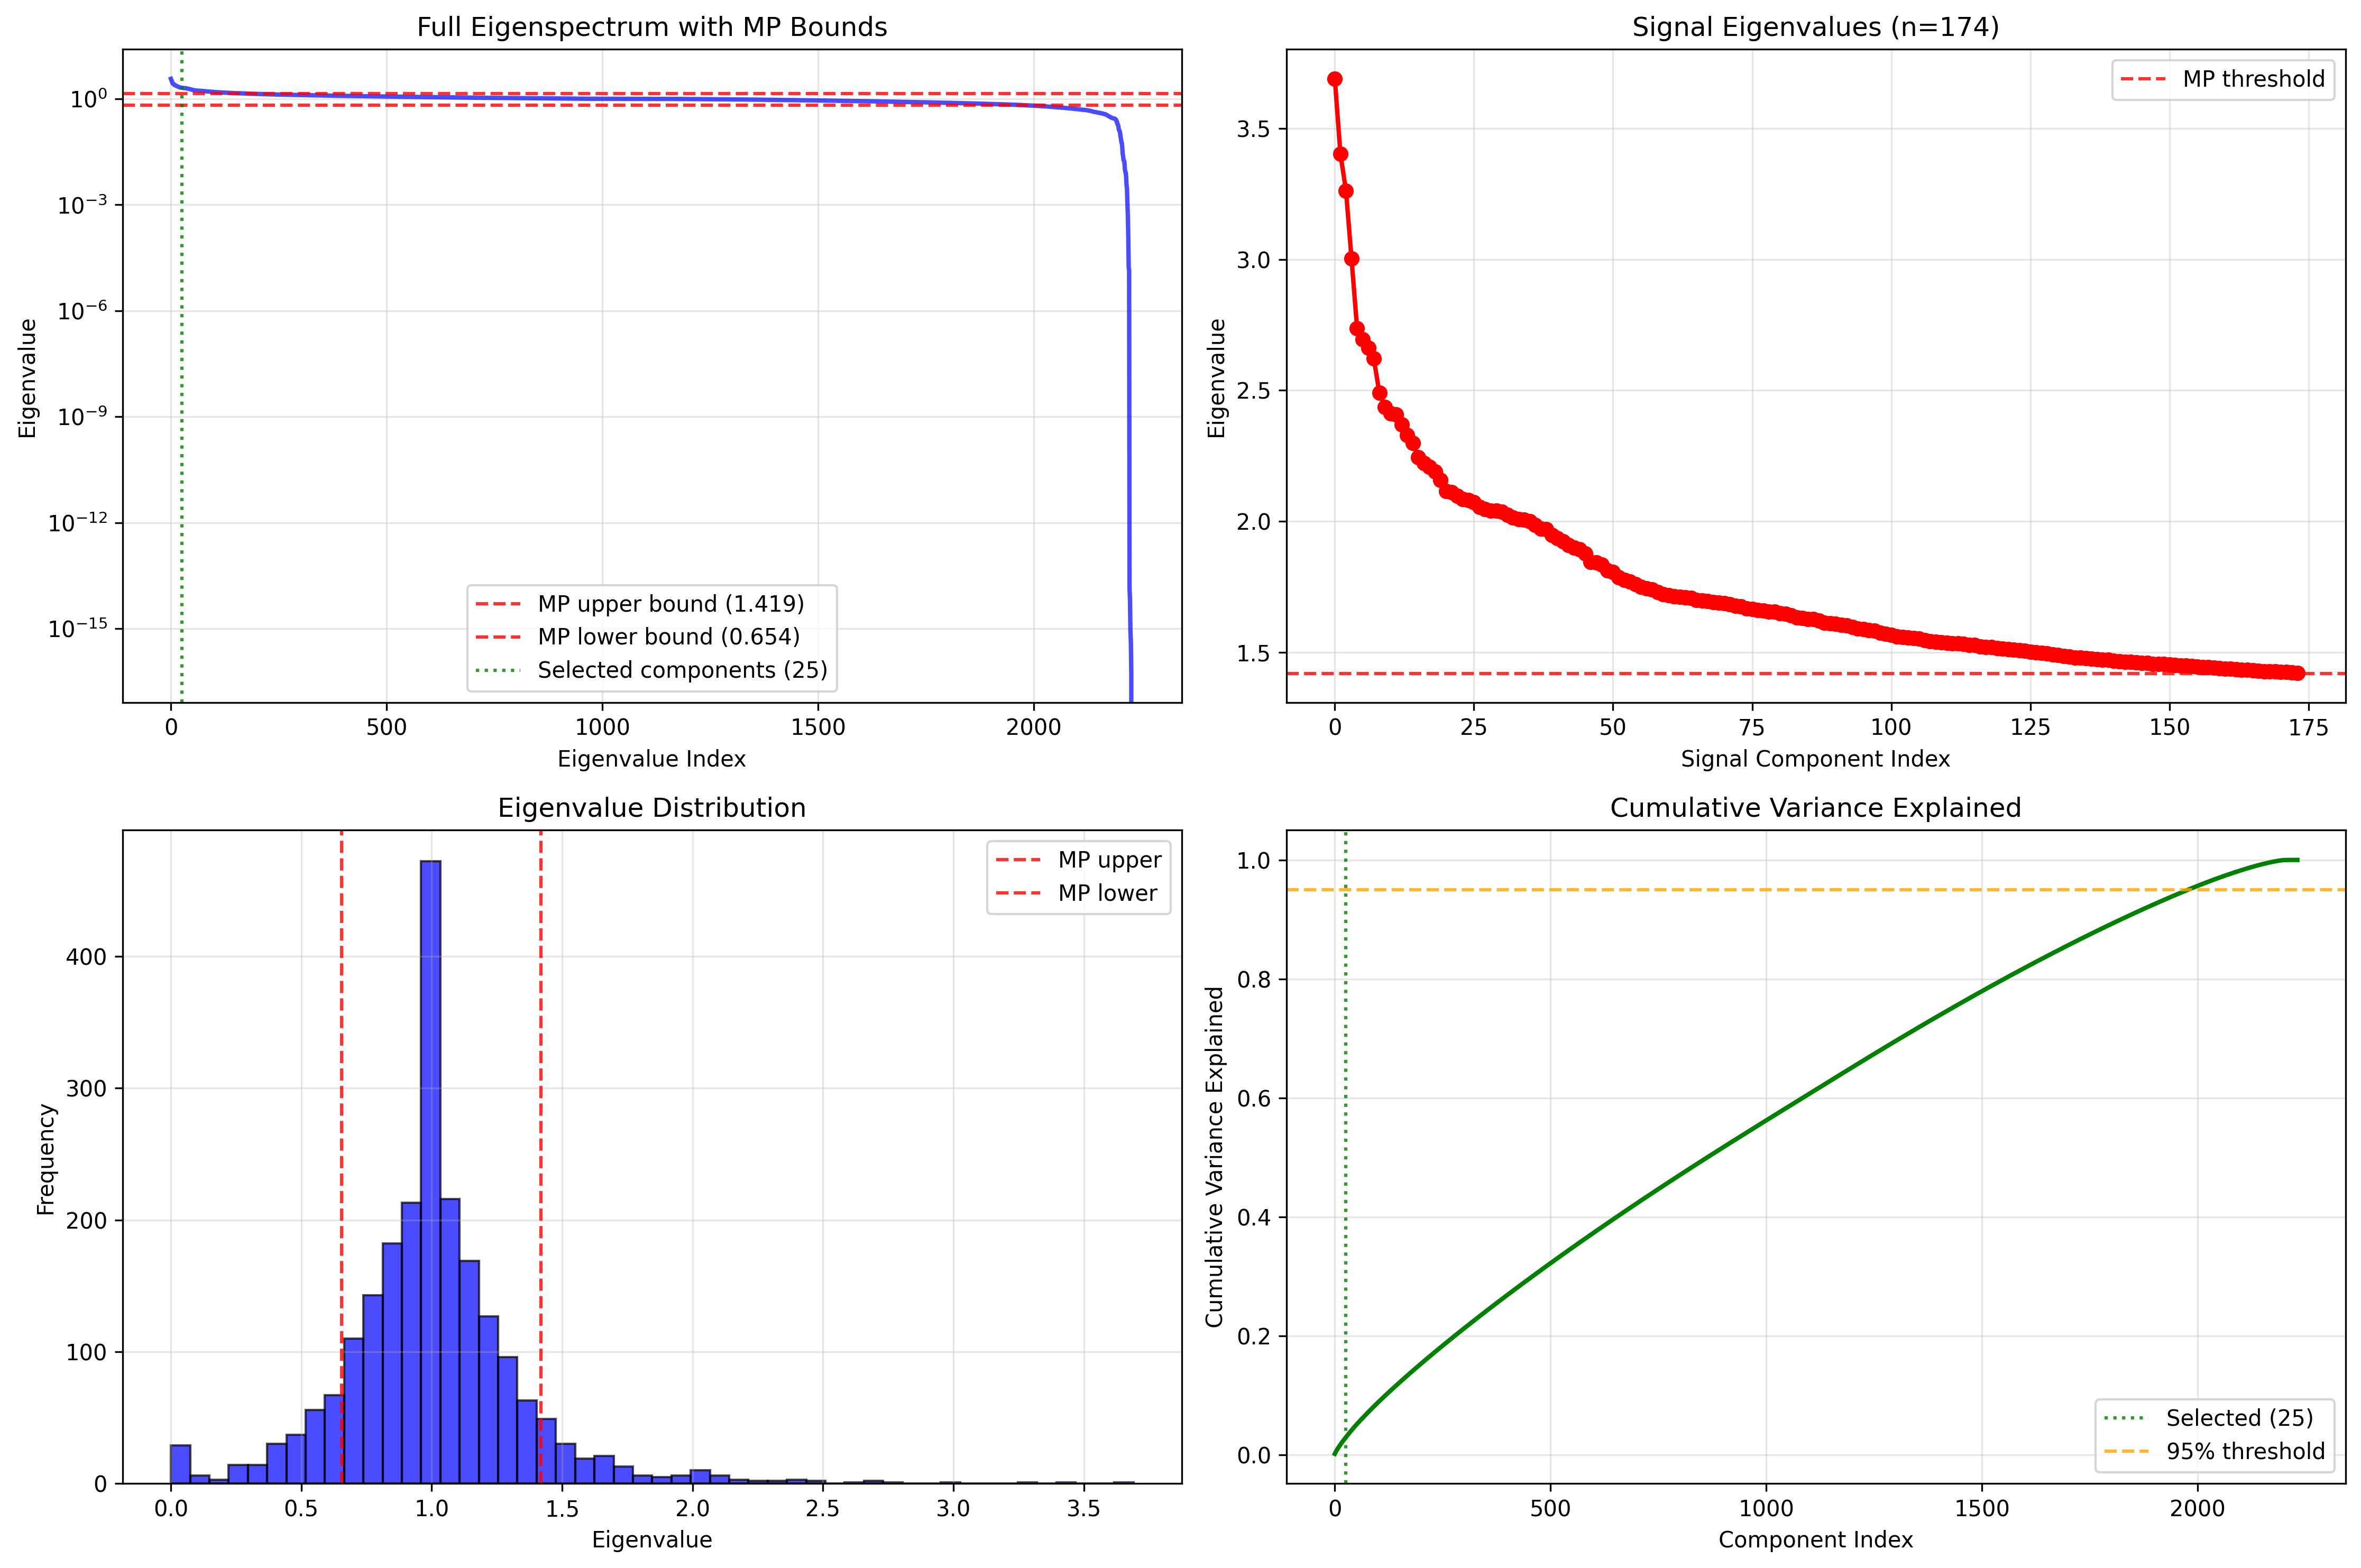 Full Eigenspectrum with MP Bounds
Eigenvalue
10⁰
10⁻³
10⁻⁶
10⁻⁹
10⁻¹²
10⁻¹⁵
MP upper bound (1.419)
MP lower bound (0.654)
Selected components (25)
0 500 1000 1500 2000
Eigenvalue Index
Signal Eigenvalues (n=174)
MP threshold
Eigenvalue
3.5
3.0
2.5
2.0
1.5
0 25 50 75 100 125 150 175
Signal Component Index
Eigenvalue Distribution
MP upper
MP lower
Frequency
400
300
200
100
0
0.0 0.5 1.0 1.5 2.0 2.5 3.0 3.5
Eigenvalue
Cumulative Variance Explained
Cumulative Variance Explained
1.0
0.8
0.6
0.4
0.2
0.0
Selected (25)
95% threshold
0 500 1000 1500 2000
Component Index